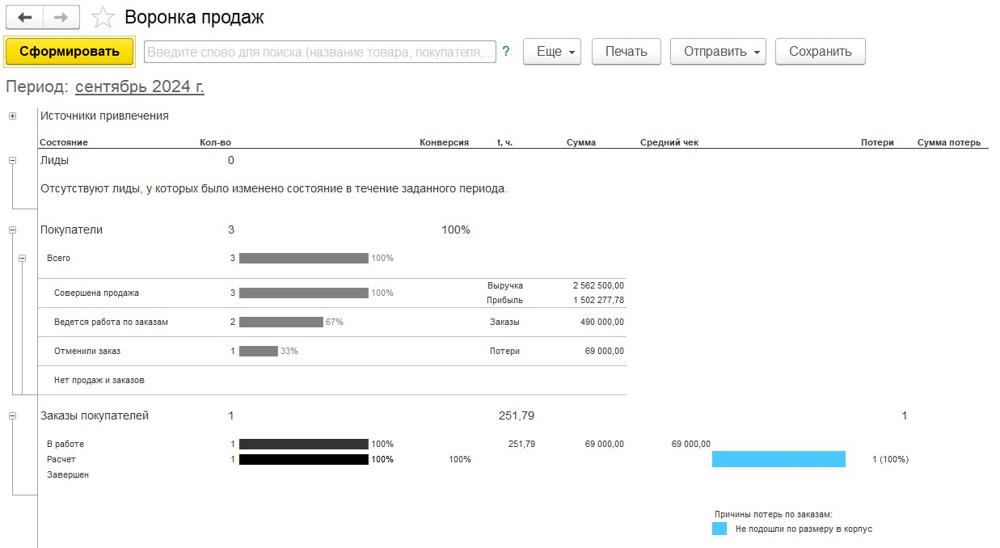 Воронка продаж
Сформировать Введите слово для поиска (название товара, покупателя,... ? Еще Печать Отправить Сохранить
Период: сентябрь 2024 г.
Источники привлечения
Состояние Кол-во Конверсия t, ч. Сумма Средний чек Потери Сумма потерь
Лиды 0
Отсутствуют лиды, у которых было изменено состояние в течение заданного периода.
Покупатели 3 100%
Всего 3 100%
Совершена продажа 3 100% Выручка 2 562 500,00
Прибыль 1 502 277,78
Ведется работа по заказам 2 67% Заказы 490 000,00
Отменили заказ 1 33% Потери 69 000,00
Нет продаж и заказов
Заказы покупателей 1 251,79 1
В работе 1 100% 251,79 69 000,00 69 000,00
Расчет 1 100% 100% 1 (100%)
Завершен
Причины потерь по заказам:
Не подошли по размеру в корпус